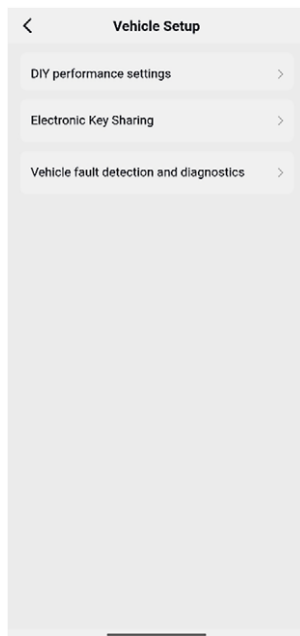 Vehicle Setup
DIY performance settings
Electronic Key Sharing
Vehicle fault detection and diagnostics